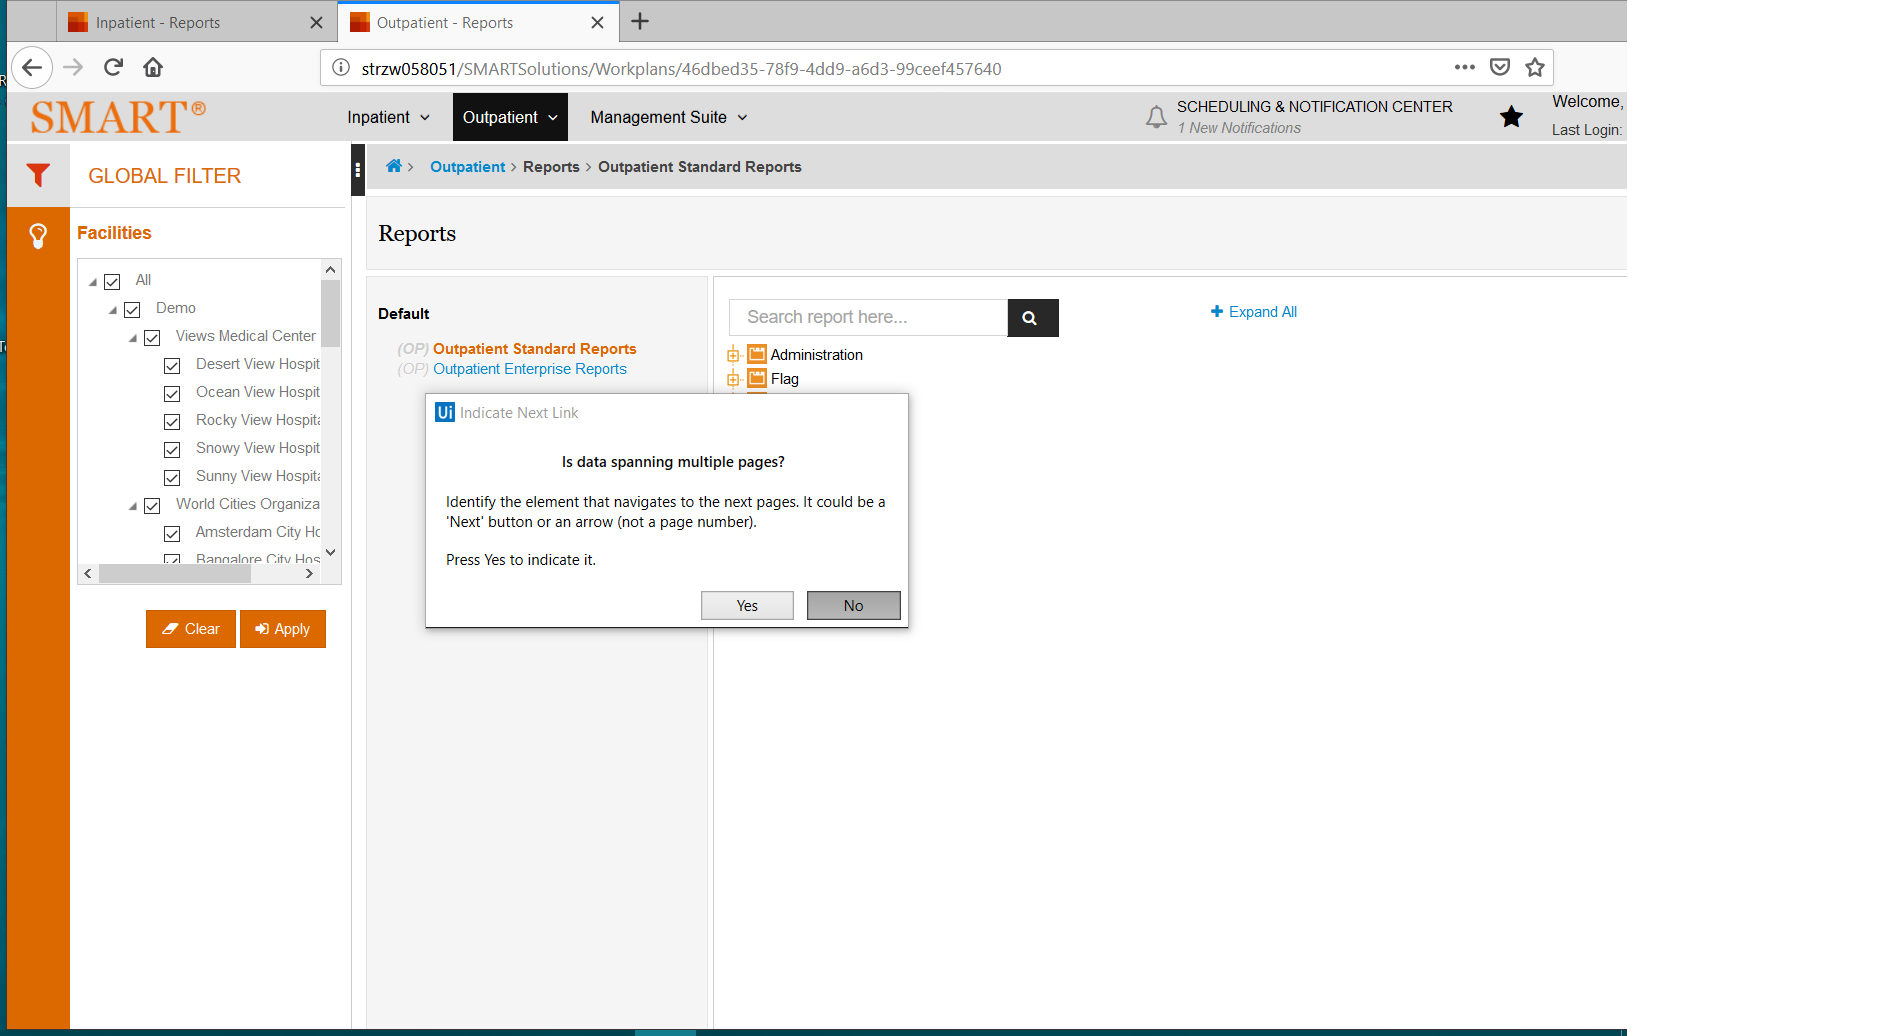 Inpatient - Reports
Outpatient - Reports
strzw058051/SMARTSolutions/Workplans/46dbed35-78f9-4dd9-a6d3-99ceef457640
SMART®
Inpatient
Outpatient
Management Suite
SCHEDULING & NOTIFICATION CENTER
1 New Notifications
Welcome,
Last Login:
GLOBAL FILTER
Outpatient > Reports > Outpatient Standard Reports
Facilities
All
Demo
Views Medical Center
Desert View Hospit
Ocean View Hospit
Rocky View Hospita
Snowy View Hospit
Sunny View Hospita
World Cities Organiza
Amsterdam City Ho
Bangalore City Hos
Clear
Apply
Reports
Default
(OP) Outpatient Standard Reports
(OP) Outpatient Enterprise Reports
Search report here...
Expand All
Administration
Flag
Ui Indicate Next Link
Is data spanning multiple pages?
Identify the element that navigates to the next pages. It could be a
'Next' button or an arrow (not a page number).
Press Yes to indicate it.
Yes
No